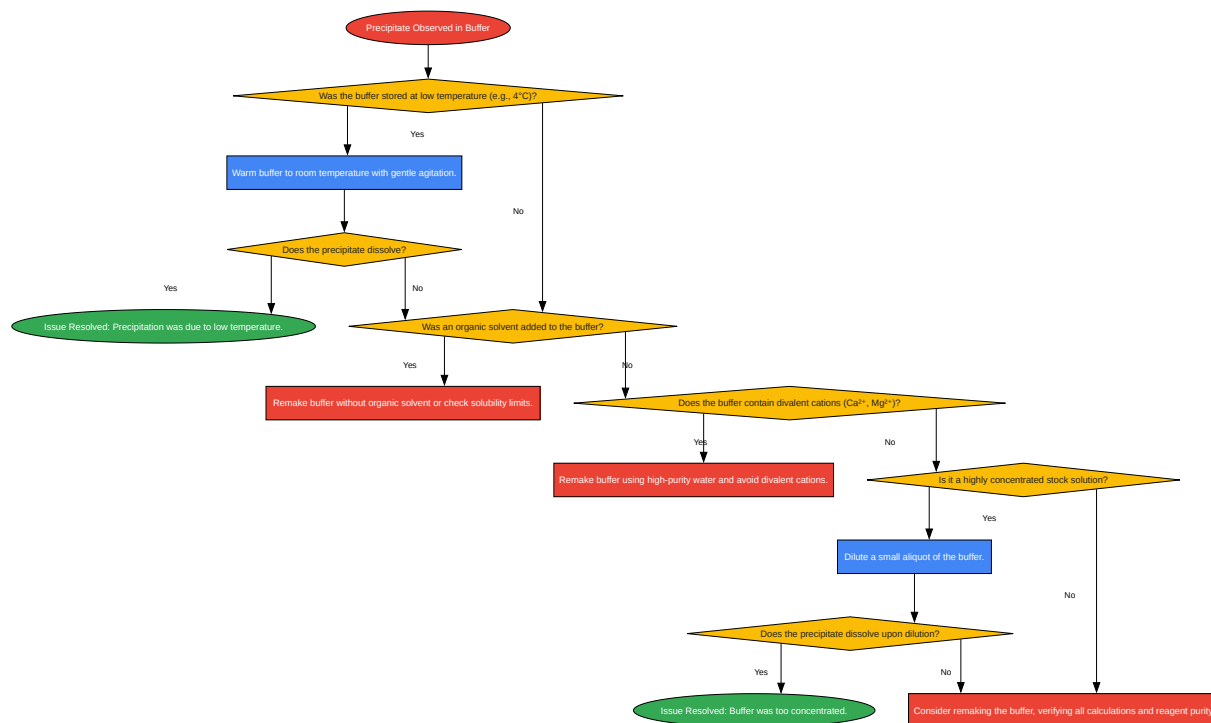 Precipitate Observed in Buffer
Was the buffer stored at low temperature (e.g., 4°C)?
Yes
Warm buffer to room temperature with gentle agitation.
No
Does the precipitate dissolve?
Yes
No
Issue Resolved: Precipitation was due to low temperature.
Was an organic solvent added to the buffer?
Yes
No
Remake buffer without organic solvent or check solubility limits.
Does the buffer contain divalent cations (Ca²⁺, Mg²⁺)?
Yes
No
Remake buffer using high-purity water and avoid divalent cations.
Is it a highly concentrated stock solution?
Yes
Dilute a small aliquot of the buffer.
No
Does the precipitate dissolve upon dilution?
Yes
No
Issue Resolved: Buffer was too concentrated.
Consider remaking the buffer, verifying all calculations and reagent purity